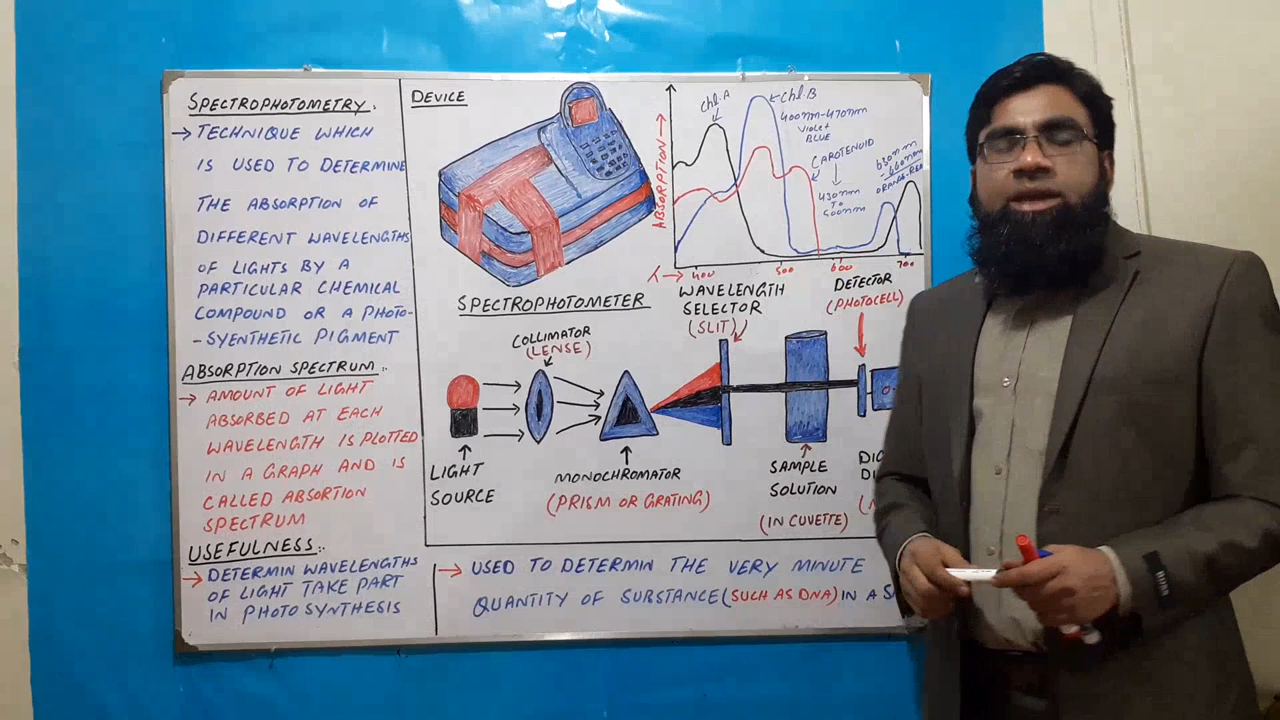 SPECTROPHOTOMETRY.
→ TECHNIQUE WHICH
IS USED TO DETERMINE
THE ABSORPTION OF
DIFFERENT WAVELENGTHS
OF LIGHTS BY A
PARTICULAR CHEMICAL
COMPOUND OR A PHOTO-
-SYENTHETIC PIGMENT
ABSORPTION SPECTRUM.
→ AMOUNT OF LIGHT
ABSORBED AT EACH
WAVELENGTH IS PLOTTED
IN A GRAPH AND IS
CALLED ABSORTION
SPECTRUM
USEFULNESS
→ DETERMIN WAVELENGTHS
OF LIGHT TAKE PART
IN PHOTOSYNTHESIS
DEVICE
SPECTROPHOTOMETER
ABSORPTION →
Chl.A
Chl.B
400nm-470nm
Violet
BLUE
CAROTENOID
430nm
TO
500nm
630nm
-660nm
ORANGE-RED
λ → 400 500 600 700
COLLIMATOR
(LENSE)
WAVELENGTH
SELECTOR
(SLIT)
DETECTOR
(PHOTOCELL)
LIGHT
SOURCE
MONOCHROMATOR
(PRISM OR GRATING)
SAMPLE
SOLUTION
(IN CUVETTE)
→ USED TO DETERMIN THE VERY MINUTE
QUANTITY OF SUBSTANCE (SUCH AS DNA) IN A